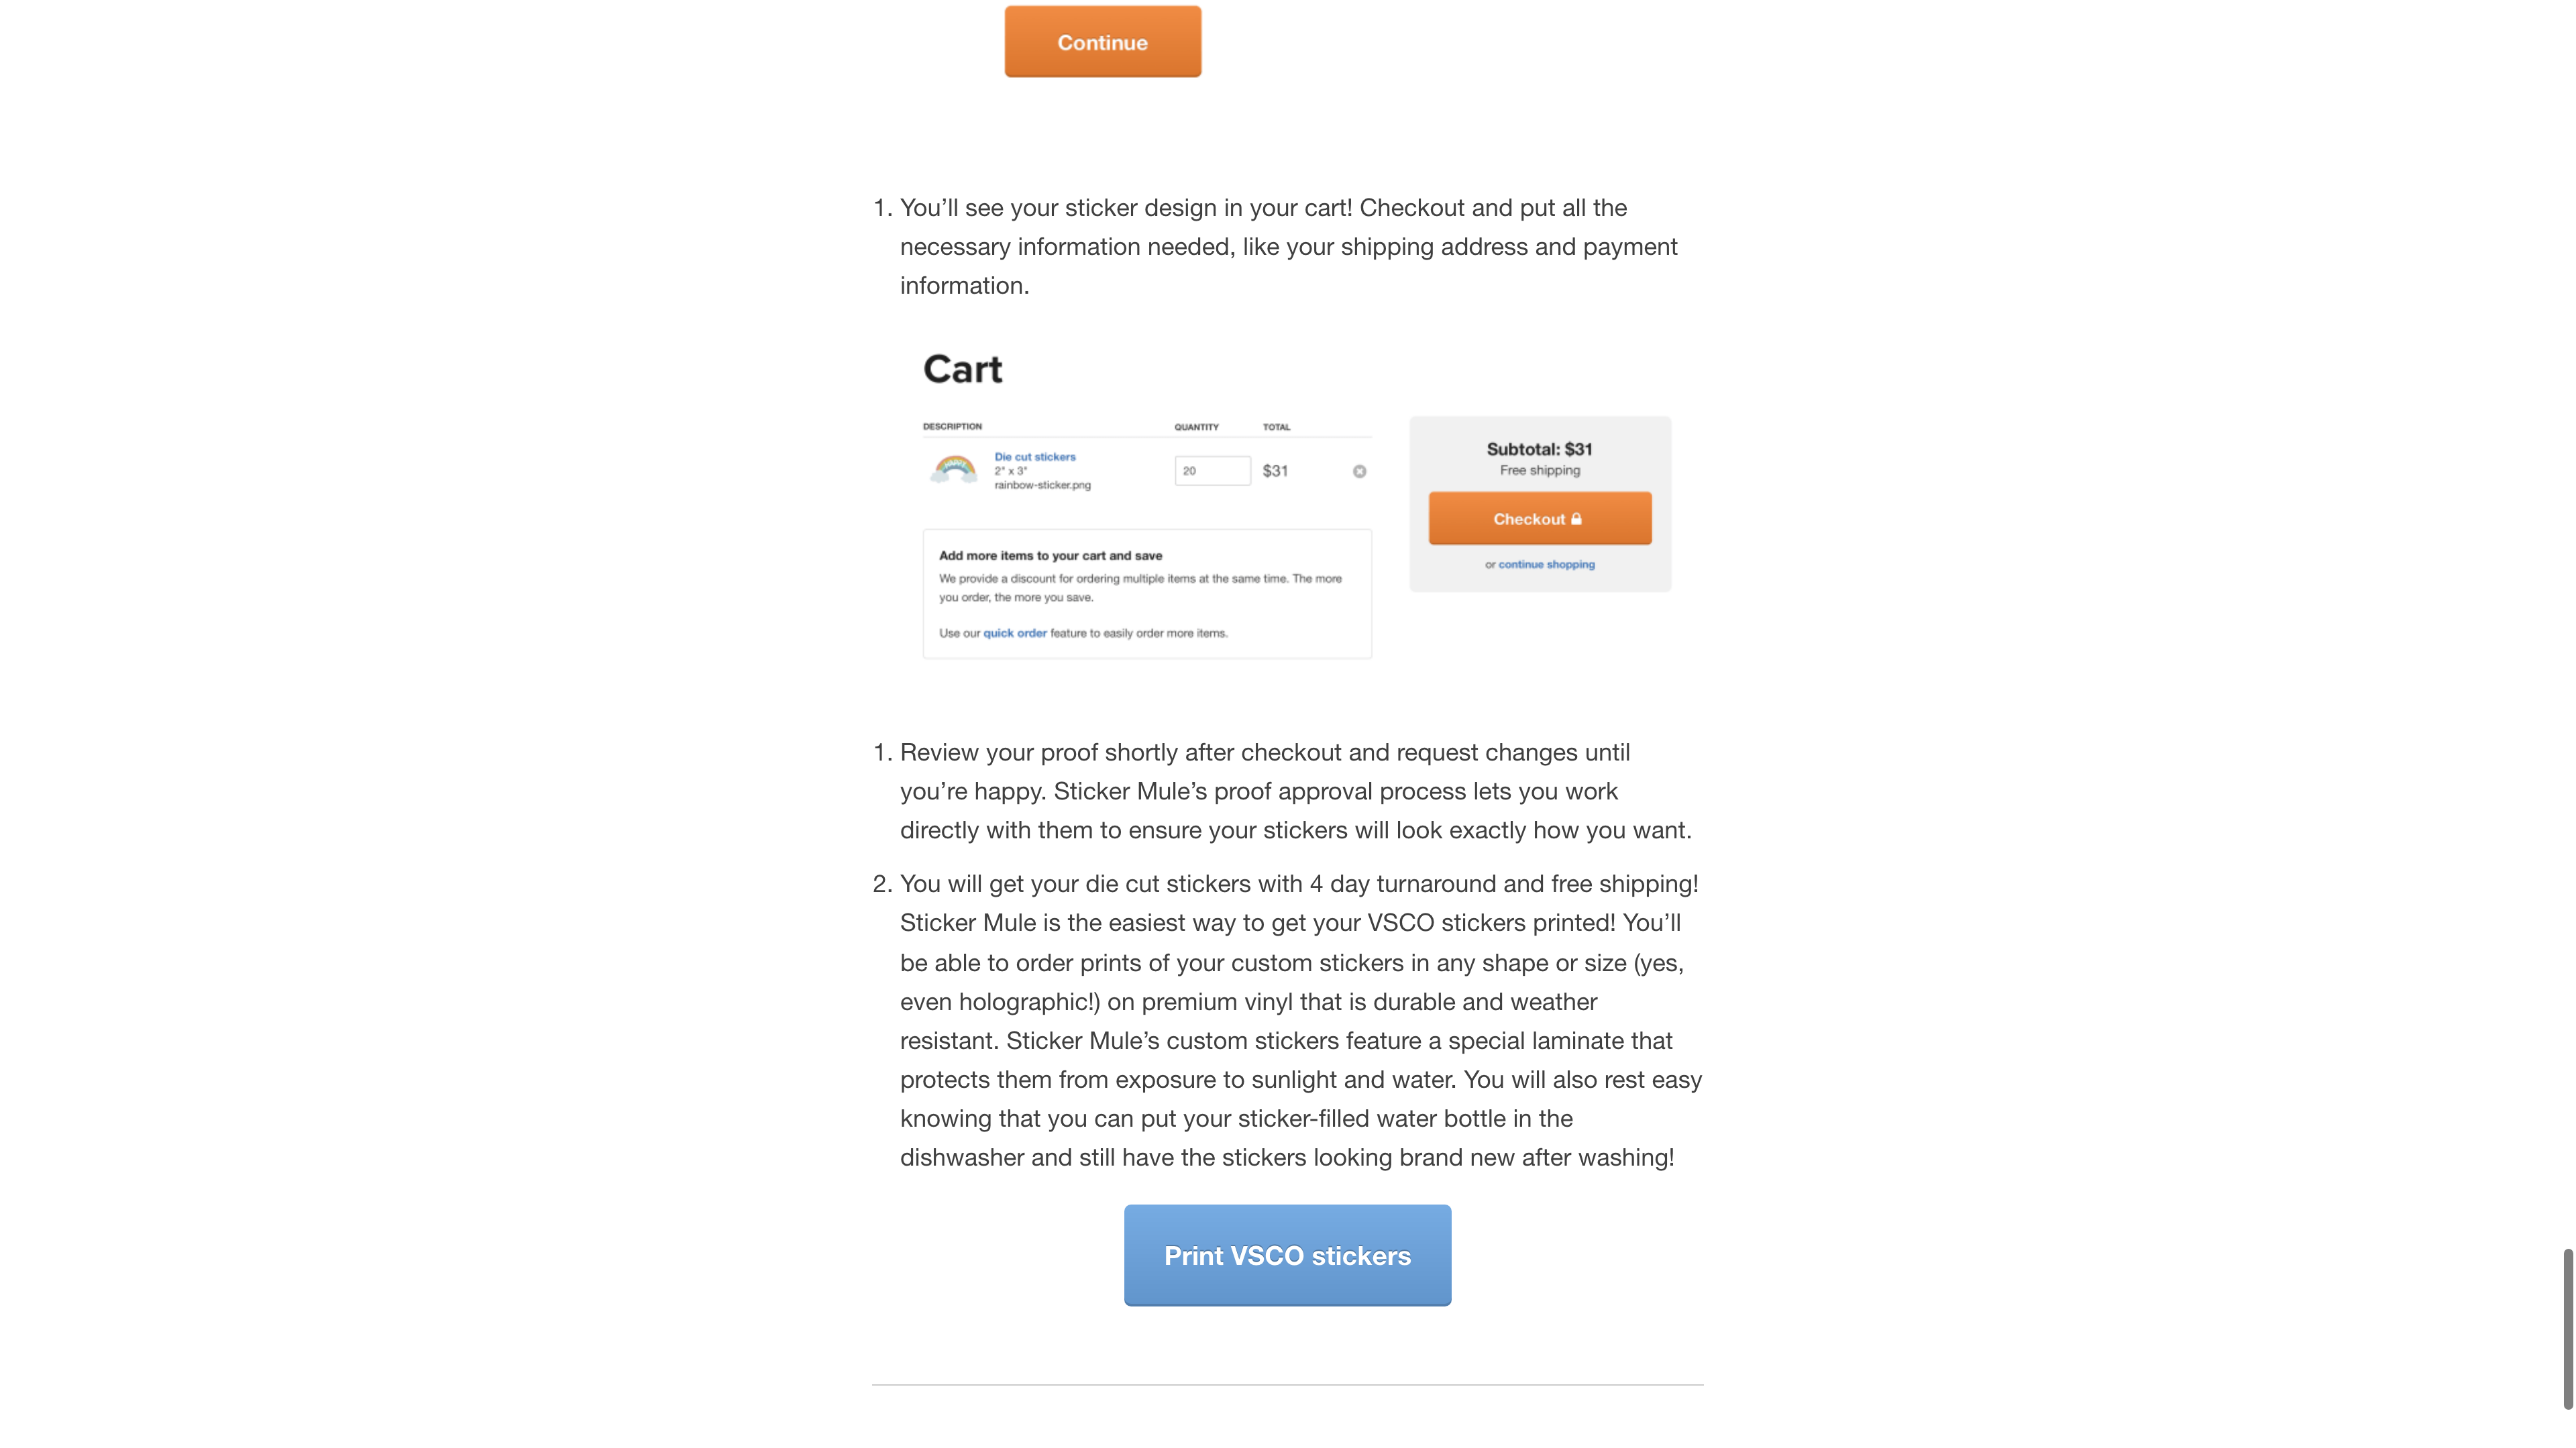 Continue
1. You’ll see your sticker design in your cart! Checkout and put all the
necessary information needed, like your shipping address and payment
information.
Cart
DESCRIPTION QUANTITY TOTAL
Die cut stickers
2" x 3"
rainbow-sticker.png
20 $31
HAPPY
Add more items to your cart and save
We provide a discount for ordering multiple items at the same time. The more
you order, the more you save.
Use our quick order feature to easily order more items.
Subtotal: $31
Free shipping
Checkout
or continue shopping
1. Review your proof shortly after checkout and request changes until
you’re happy. Sticker Mule’s proof approval process lets you work
directly with them to ensure your stickers will look exactly how you want.
2. You will get your die cut stickers with 4 day turnaround and free shipping!
Sticker Mule is the easiest way to get your VSCO stickers printed! You’ll
be able to order prints of your custom stickers in any shape or size (yes,
even holographic!) on premium vinyl that is durable and weather
resistant. Sticker Mule’s custom stickers feature a special laminate that
protects them from exposure to sunlight and water. You will also rest easy
knowing that you can put your sticker-filled water bottle in the
dishwasher and still have the stickers looking brand new after washing!
Print VSCO stickers